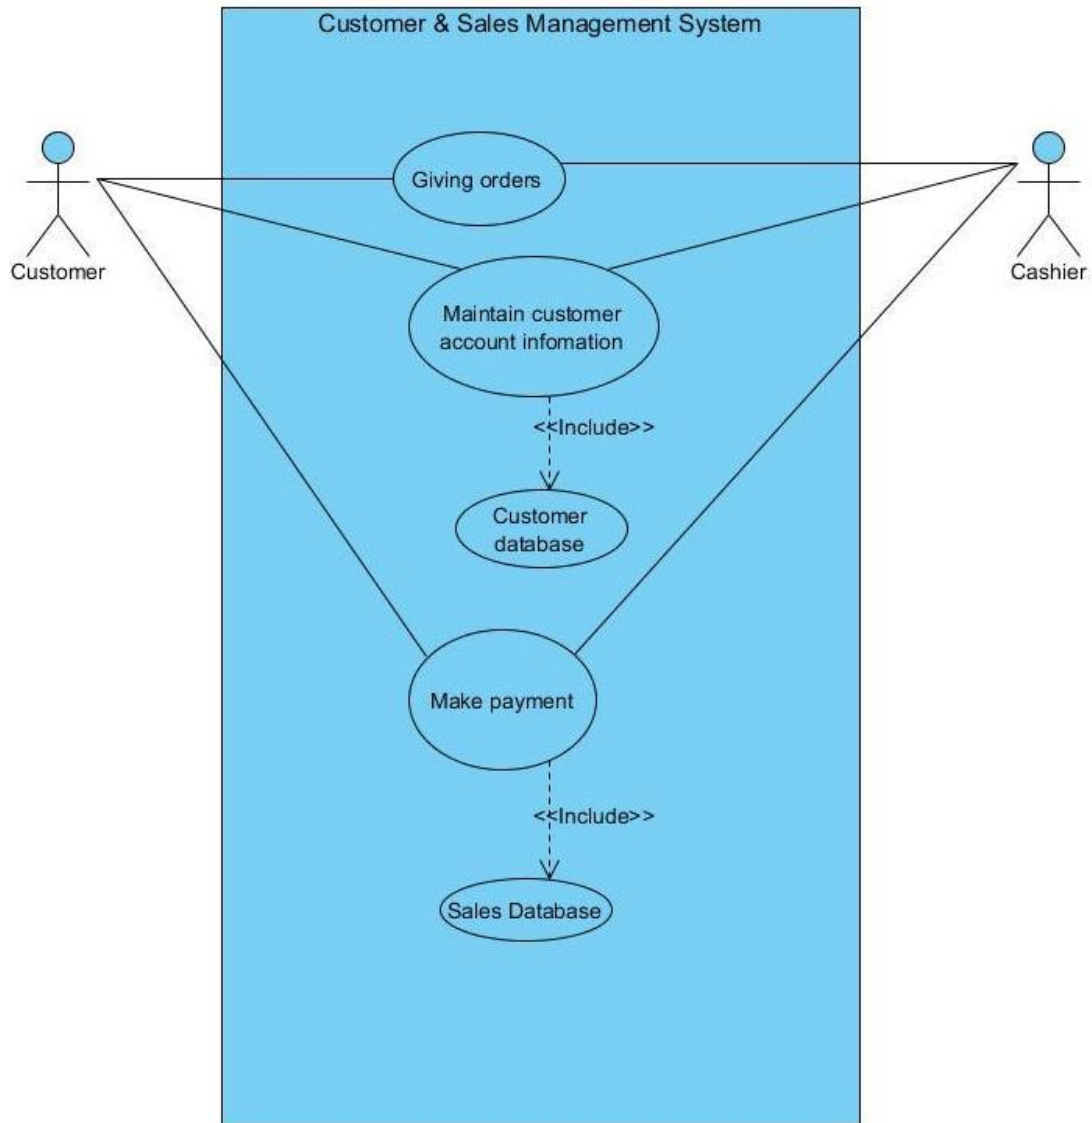 Customer & Sales Management System
Giving orders
Customer
Cashier
Maintain customer
account infomation
<<Include>>
Customer
database
Make payment
<<Include>>
Sales Database